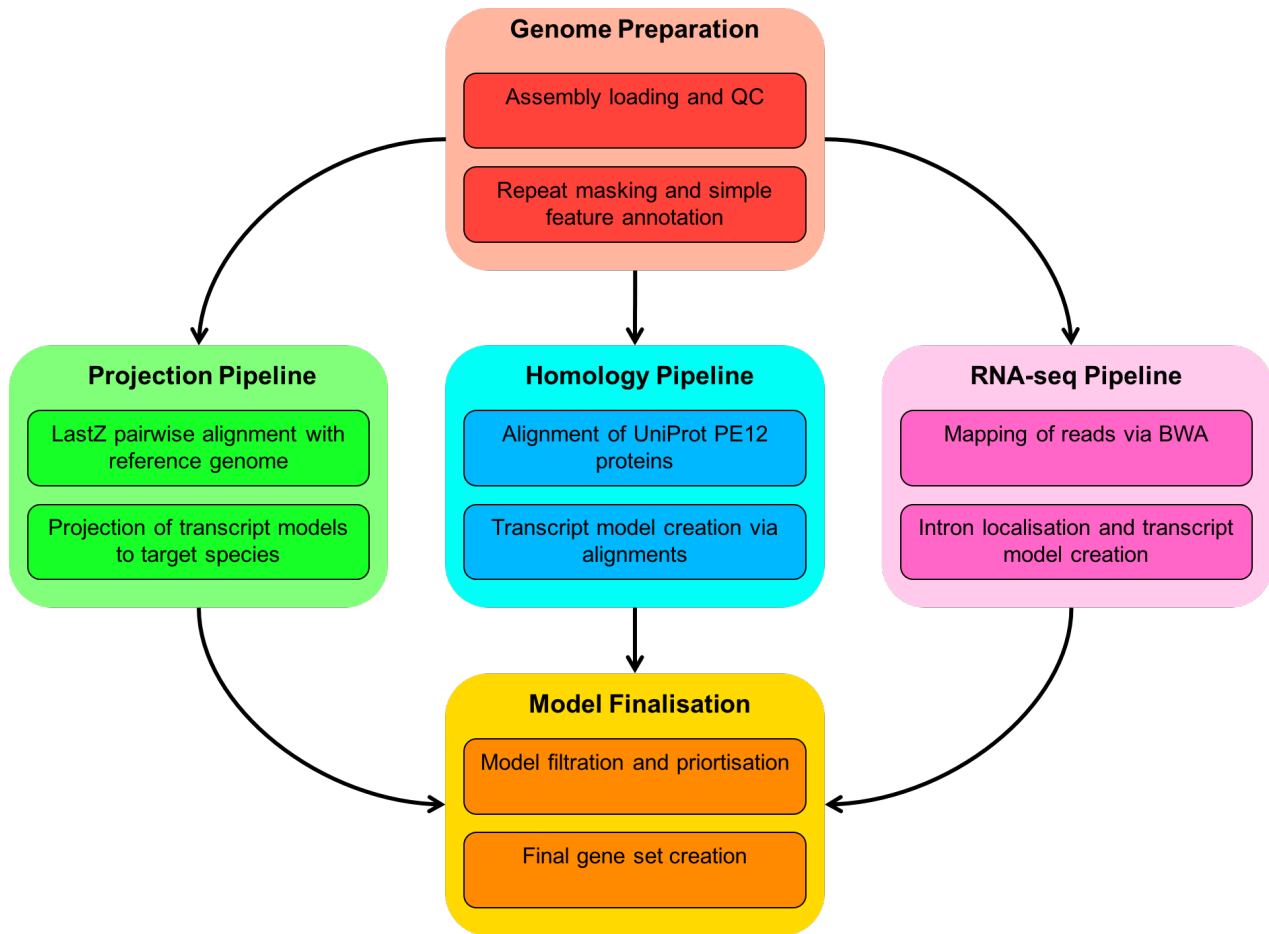 Genome Preparation
Assembly loading and QC
Repeat masking and simple
feature annotation
Projection Pipeline
LastZ pairwise alignment with
reference genome
Projection of transcript models
to target species
Homology Pipeline
Alignment of UniProt PE12
proteins
Transcript model creation via
alignments
RNA-seq Pipeline
Mapping of reads via BWA
Intron localisation and transcript
model creation
Model Finalisation
Model filtration and priortisation
Final gene set creation